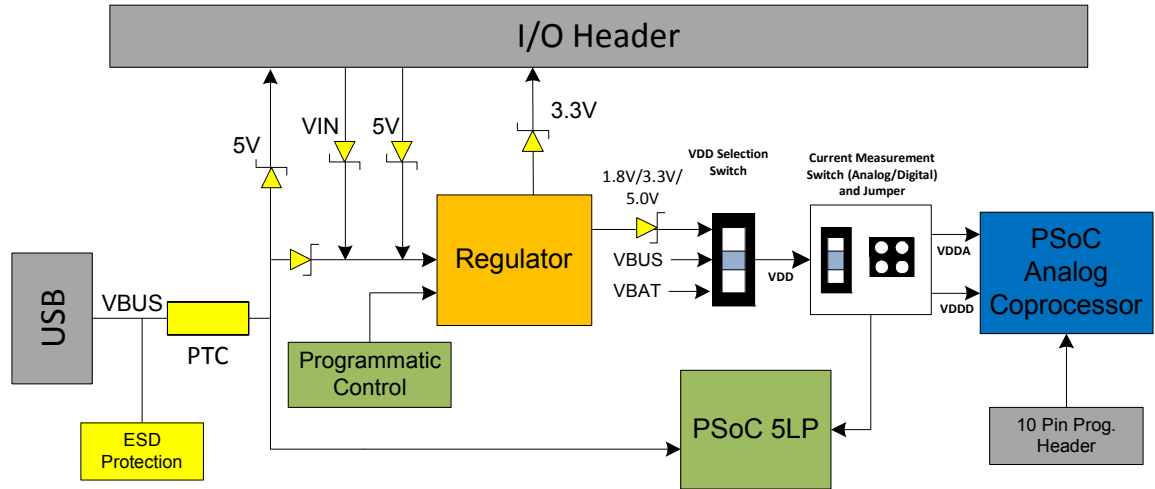 I/O Header
5V
VIN
5V
3.3V
VDD Selection
Switch
Current Measurement
Switch (Analog/Digital)
and Jumper
1.8V/3.3V/
5.0V
Regulator
VBUS
VBAT
VDD
VDDA
VDDD
PSoC
Analog
Coprocessor
USB
VBUS
PTC
Programmatic
Control
PSoC 5LP
ESD
Protection
10 Pin Prog.
Header